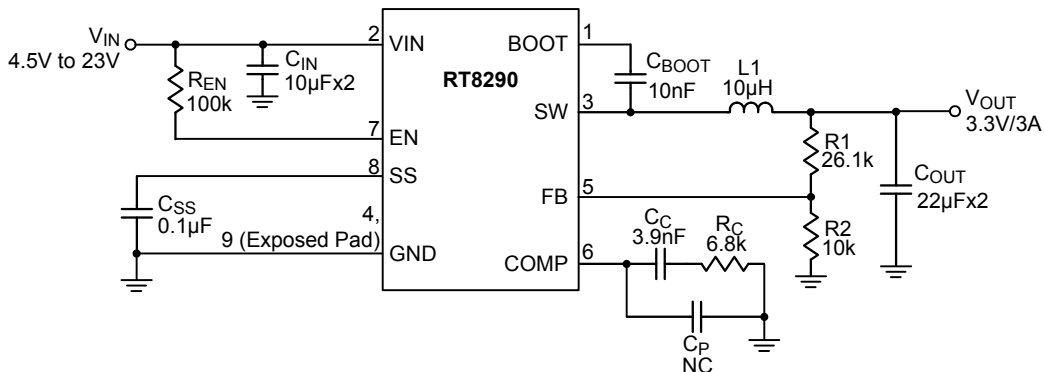 VIN
4.5V to 23V
REN
100k
CIN
10µFx2
2
VIN
7
EN
8
SS
CSS
0.1µF
4,
9 (Exposed Pad)
GND
RT8290
BOOT
1
CBOOT
10nF
L1
10µH
SW
3
VOUT
3.3V/3A
R1
26.1k
COUT
22µFx2
FB
5
R2
10k
CC
3.9nF
RC
6.8k
COMP
6
CP
NC